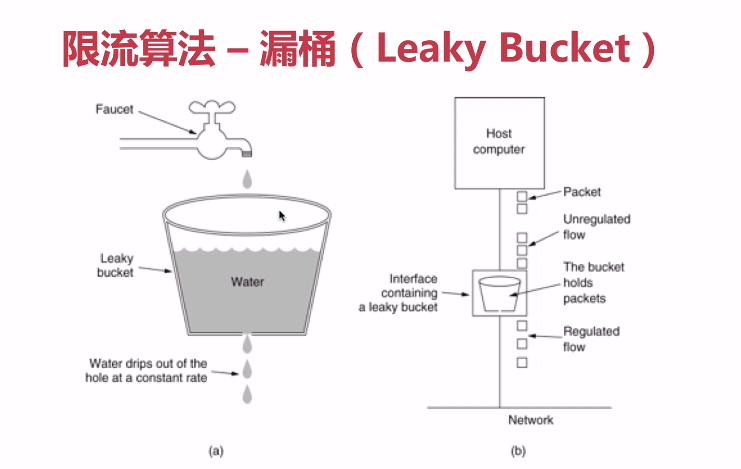 限流算法 – 漏桶（Leaky Bucket）
Faucet
Leaky
bucket
Water
Water drips out of the
hole at a constant rate
(a)
Host
computer
Packet
Unregulated
flow
The bucket
holds
packets
Interface
containing
a leaky bucket
Regulated
flow
Network
(b)